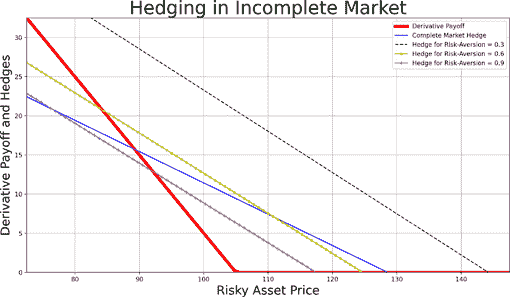 Hedging in Incomplete Market
Derivative Payoff
Complete Market Hedge
Hedge for Risk-Aversion = 0.3
Hedge for Risk-Aversion = 0.6
Hedge for Risk-Aversion = 0.9
Derivative Payoff and Hedges
30
25
20
15
10
5
0
80 90 100 110 120 130 140
Risky Asset Price